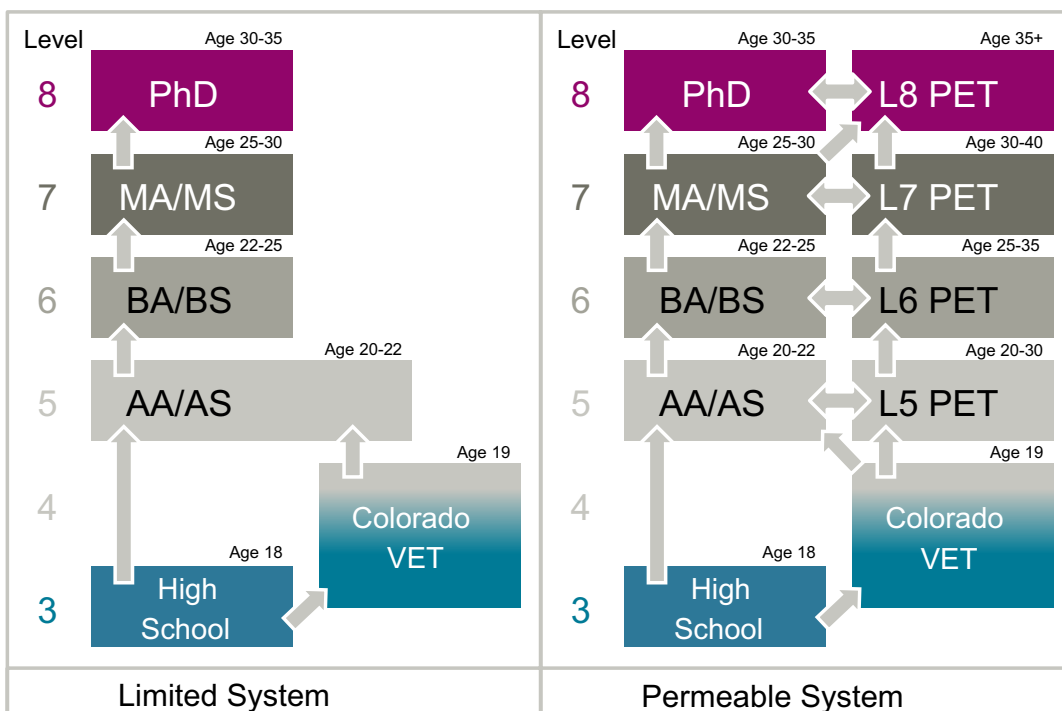 Level
Age 30-35
8
PhD
Age 25-30
7
MA/MS
Age 22-25
6
BA/BS
Age 20-22
5
AA/AS
Age 19
4
Colorado
VET
Age 18
3
High
School
Limited System
Level
Age 30-35
Age 35+
8
PhD
L8 PET
Age 25-30
Age 30-40
7
MA/MS
L7 PET
Age 22-25
Age 25-35
6
BA/BS
L6 PET
Age 20-22
Age 20-30
5
AA/AS
L5 PET
Age 19
4
Colorado
VET
Age 18
3
High
School
Permeable System